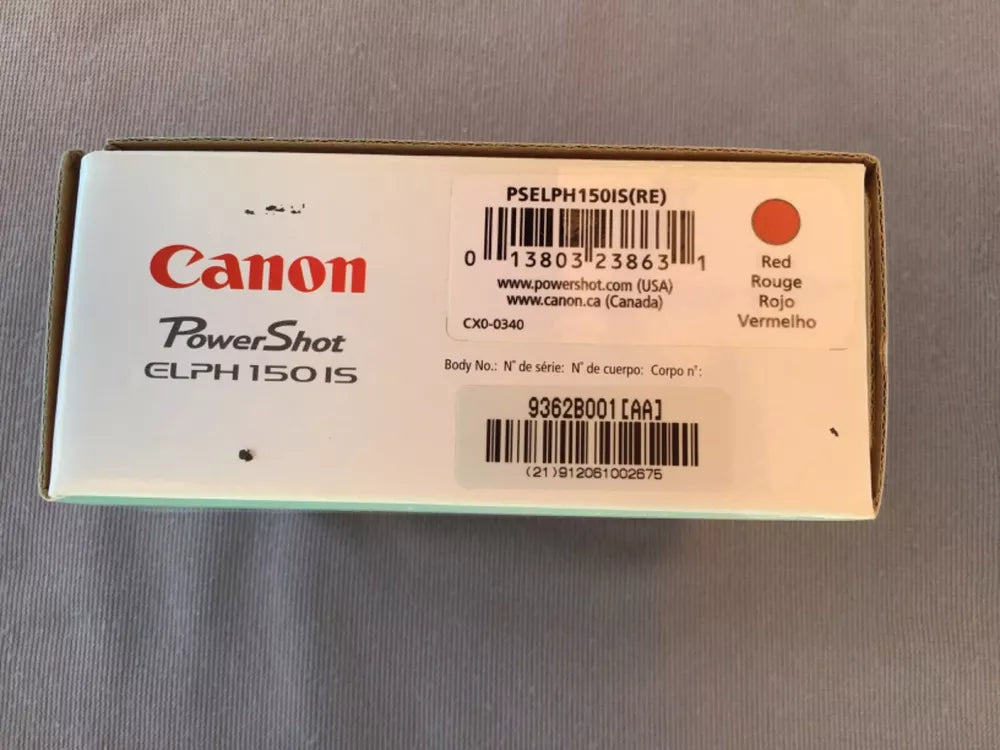 Canon
PowerShot
ELPH 150 IS
PSELPH150IS(RE)
0 13803 23863 1
www.powershot.com (USA)
www.canon.ca (Canada)
CX0-0340
Red
Rouge
Rojo
Vermelho
Body No.: N° de série: N° de cuerpo: Corpo n°:
9362B001[AA]
(21)912061002675